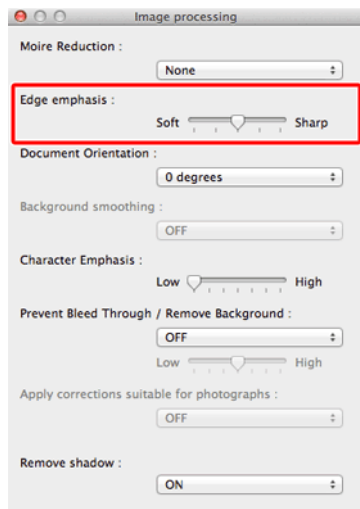 Image processing
Moire Reduction :
None
Edge emphasis :
Soft Sharp
Document Orientation :
0 degrees
Background smoothing :
OFF
Character Emphasis :
Low High
Prevent Bleed Through / Remove Background :
OFF
Low High
Apply corrections suitable for photographs :
OFF
Remove shadow :
ON